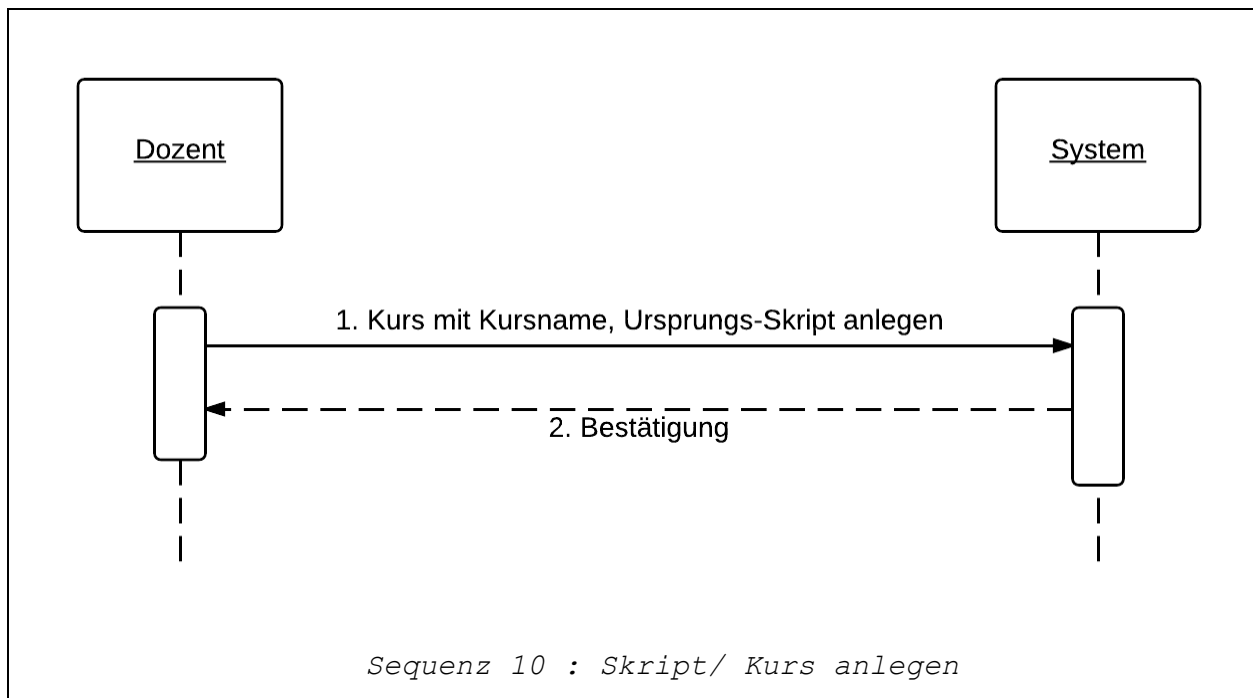 Dozent
System
1. Kurs mit Kursname, Ursprungs-Skript anlegen
2. Bestätigung
Sequenz 10 : Skript/ Kurs anlegen